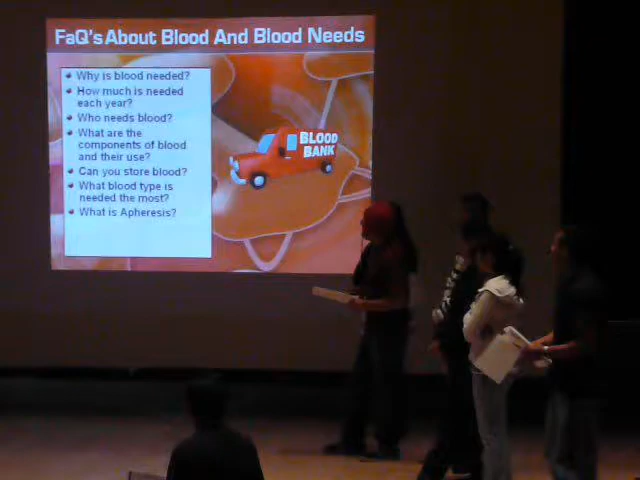 FaQ's About Blood And Blood Needs
Why is blood needed?
How much is needed
each year?
Who needs blood?
What are the
components of blood
and their use?
Can you store blood?
What blood type is
needed the most?
What is Apheresis?
BLOOD
BANK